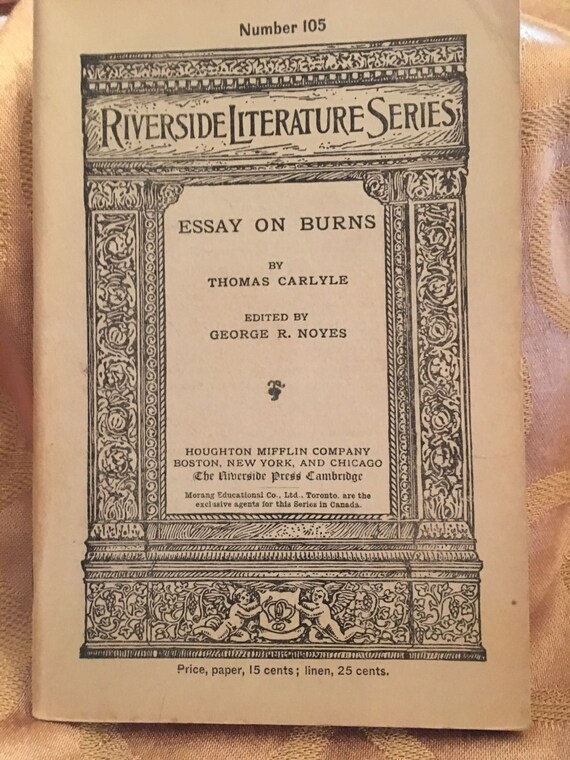 Number 105
RIVERSIDE LITERATURE SERIES
ESSAY ON BURNS
BY
THOMAS CARLYLE
EDITED BY
GEORGE R. NOYES
HOUGHTON MIFFLIN COMPANY
BOSTON, NEW YORK, AND CHICAGO
The Riverside Press Cambridge
Morang Educational Co., Ltd., Toronto, are the
exclusive agents for this Series in Canada.
Price, paper, 15 cents; linen, 25 cents.